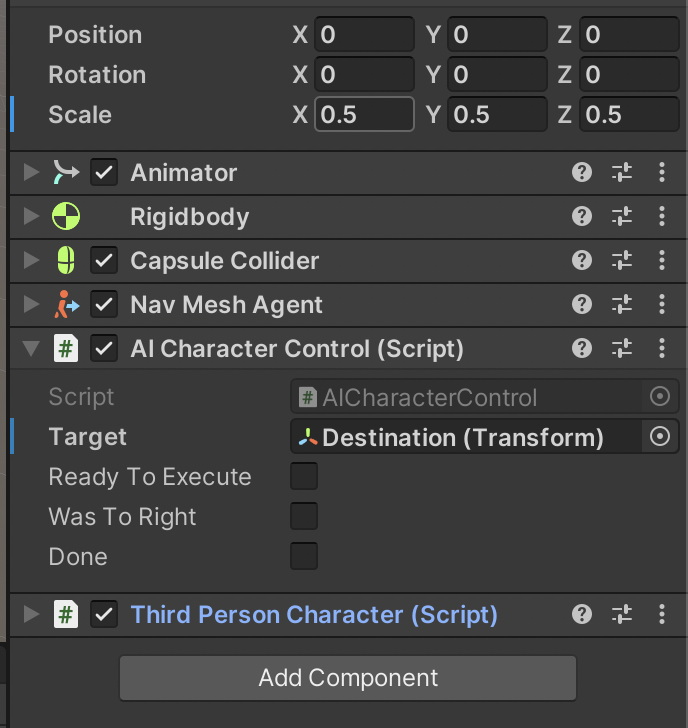 Position X 0 Y 0 Z 0
Rotation X 0 Y 0 Z 0
Scale X 0.5 Y 0.5 Z 0.5
Animator
Rigidbody
Capsule Collider
Nav Mesh Agent
# AI Character Control (Script)
Script # AICharacterControl
Target Destination (Transform)
Ready To Execute
Was To Right
Done
# Third Person Character (Script)
Add Component